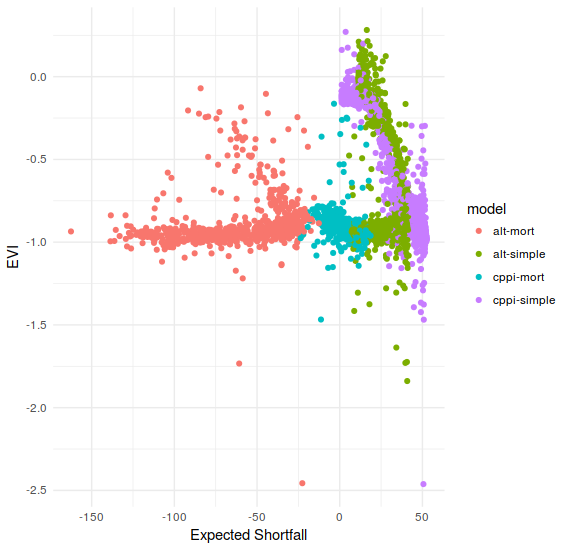 0.0
-0.5
-1.0
-1.5
-2.0
-2.5
EVI
-150
-100
-50
0
50
Expected Shortfall
model
alt-mort
alt-simple
cppi-mort
cppi-simple